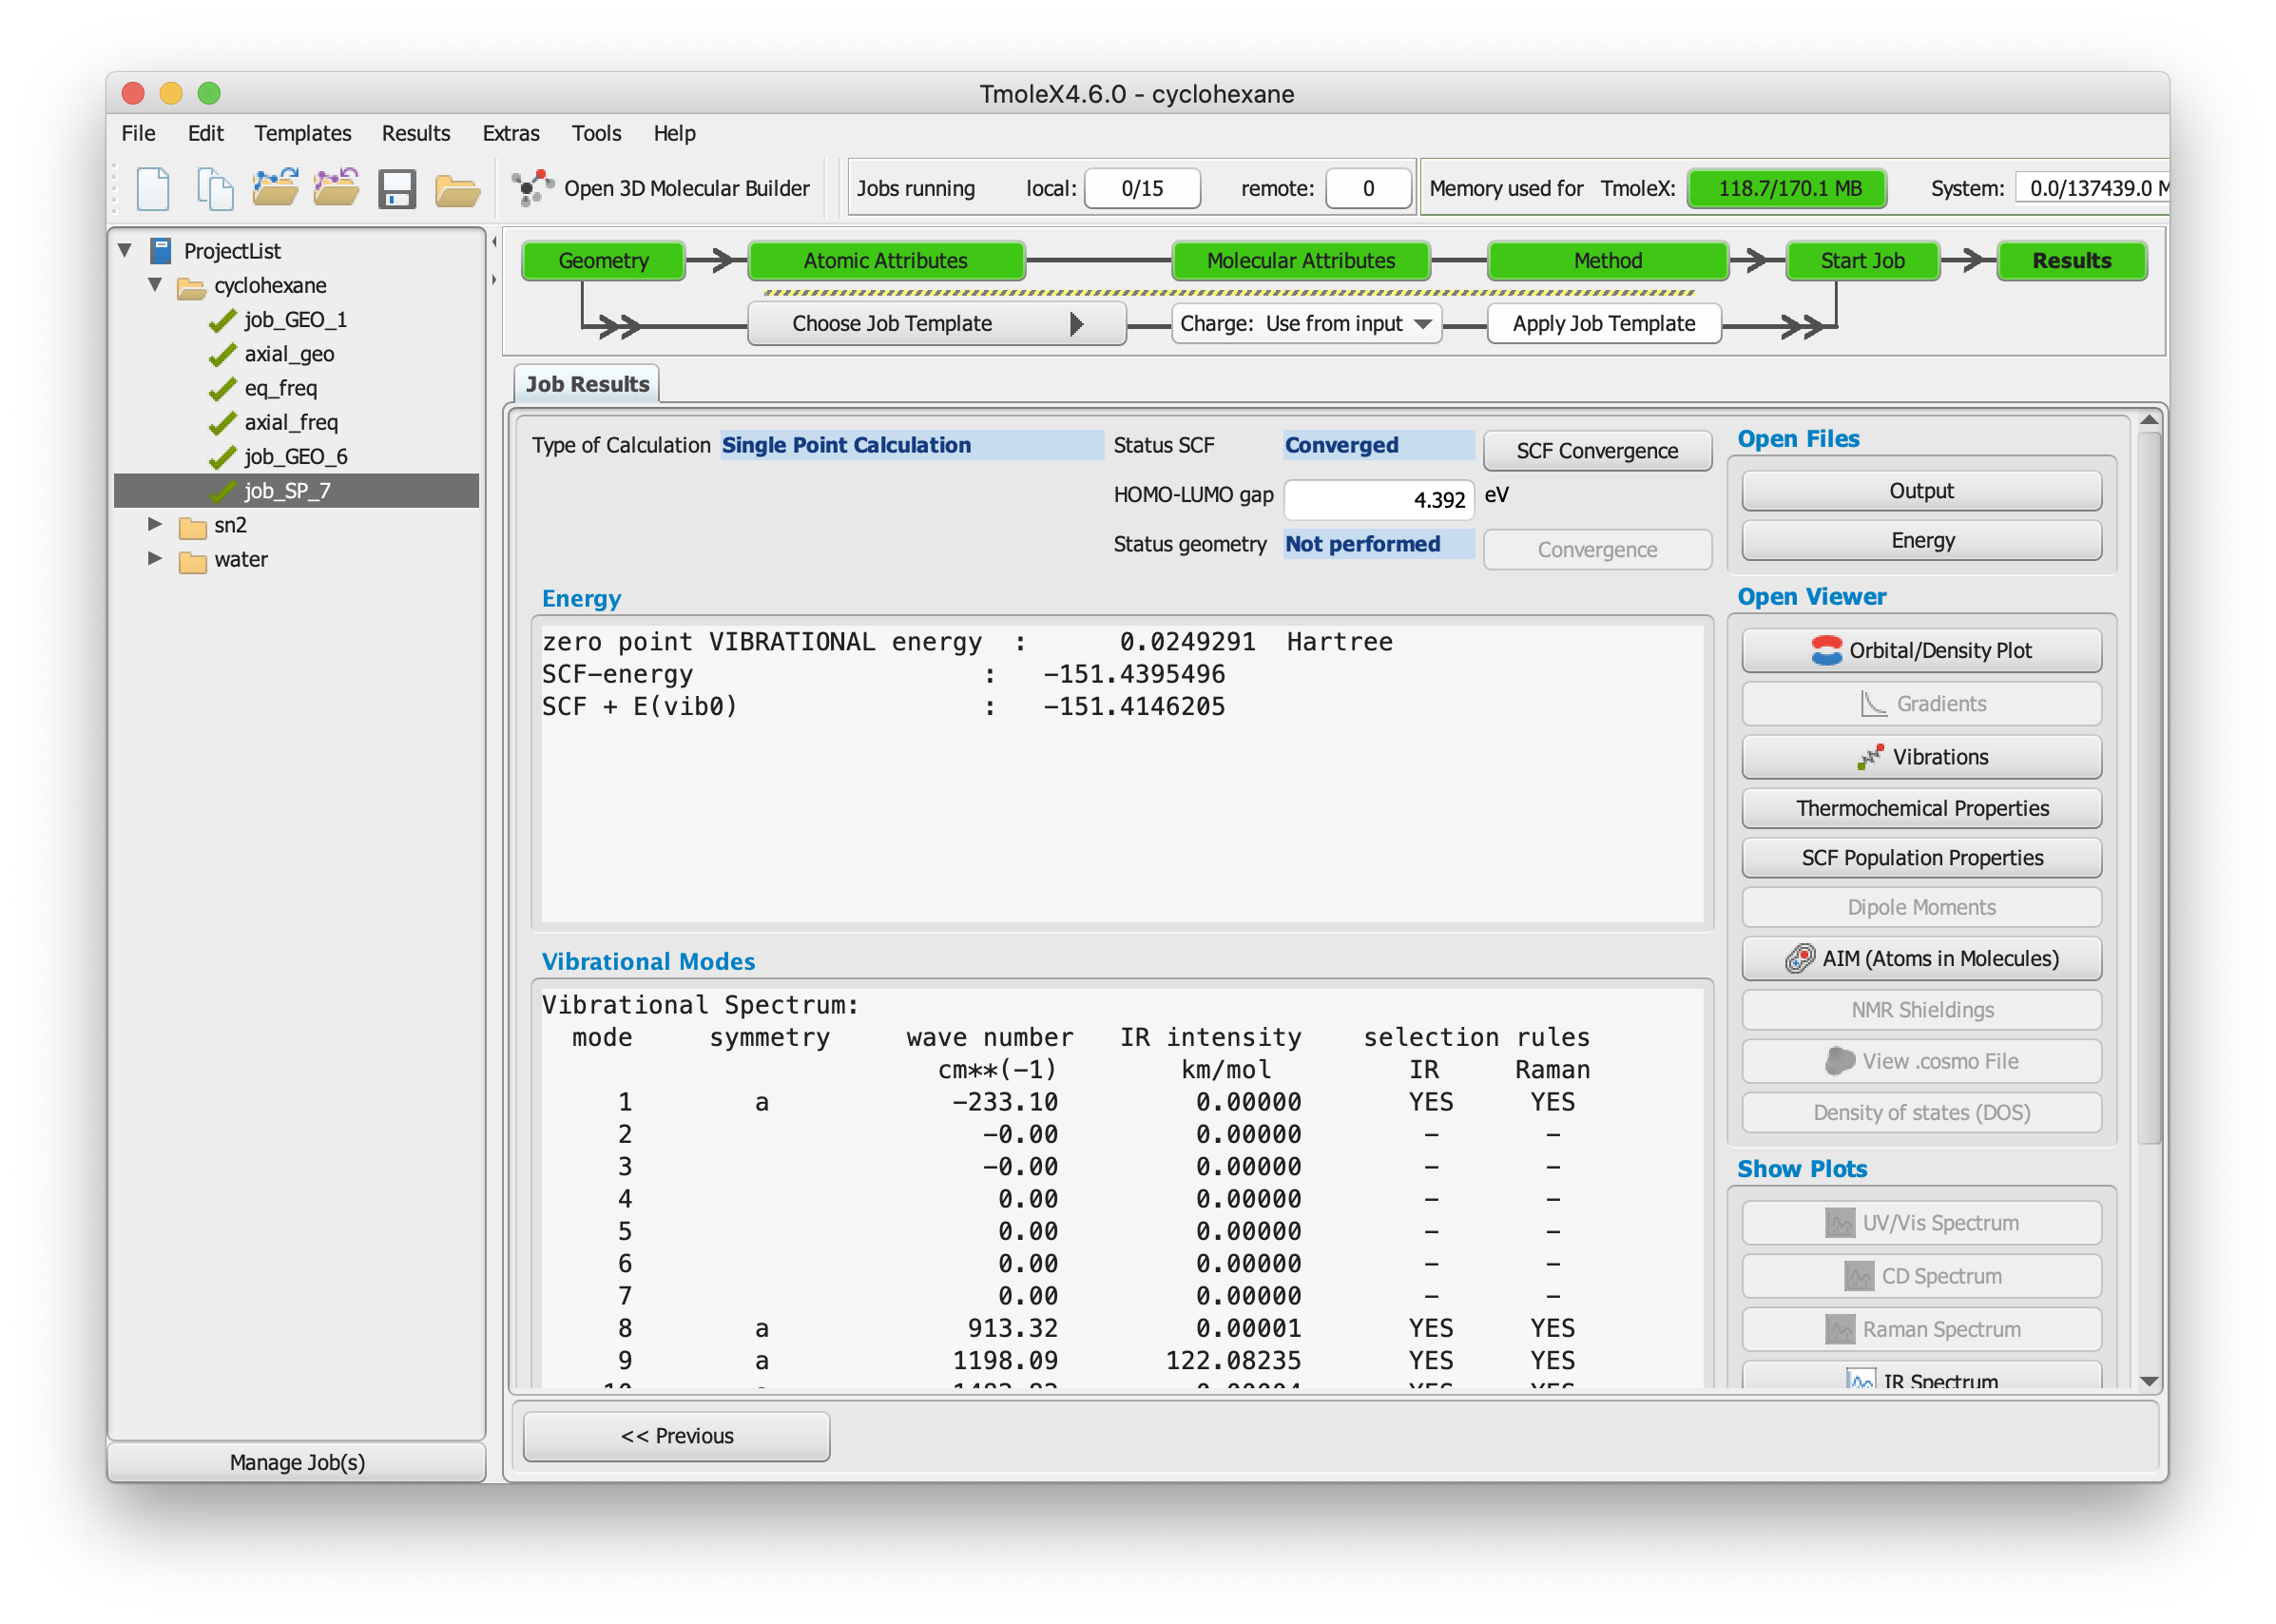 TmoleX4.6.0 - cyclohexane
File Edit Templates Results Extras Tools Help
Open 3D Molecular Builder Jobs running local: 0/15 remote: 0 Memory used for TmoleX: 118.7/170.1 MB System: 0.0/137439.0 M
ProjectList
cyclohexane
job_GEO_1
axial_geo
eq_freq
axial_freq
job_GEO_6
job_SP_7
sn2
water
Manage Job(s)
Geometry Atomic Attributes Molecular Attributes Method Start Job Results
Choose Job Template Charge: Use from input Apply Job Template
Job Results
Type of Calculation Single Point Calculation Status SCF Converged SCF Convergence
HOMO-LUMO gap 4.392 eV
Status geometry Not performed Convergence
Energy
zero point VIBRATIONAL energy : 0.0249291 Hartree
SCF-energy : -151.4395496
SCF + E(vib0) : -151.4146205
Vibrational Modes
Vibrational Spectrum:
mode symmetry wave number IR intensity selection rules
cm**(-1) km/mol IR Raman
1 a -233.10 0.00000 YES YES
2 -0.00 0.00000 - -
3 -0.00 0.00000 - -
4 0.00 0.00000 - -
5 0.00 0.00000 - -
6 0.00 0.00000 - -
7 0.00 0.00000 - -
8 a 913.32 0.00001 YES YES
9 a 1198.09 122.08235 YES YES
Open Files
Output
Energy
Open Viewer
Orbital/Density Plot
Gradients
Vibrations
Thermochemical Properties
SCF Population Properties
Dipole Moments
AIM (Atoms in Molecules)
NMR Shieldings
View .cosmo File
Density of states (DOS)
Show Plots
UV/Vis Spectrum
CD Spectrum
Raman Spectrum
IR Spectrum
<< Previous